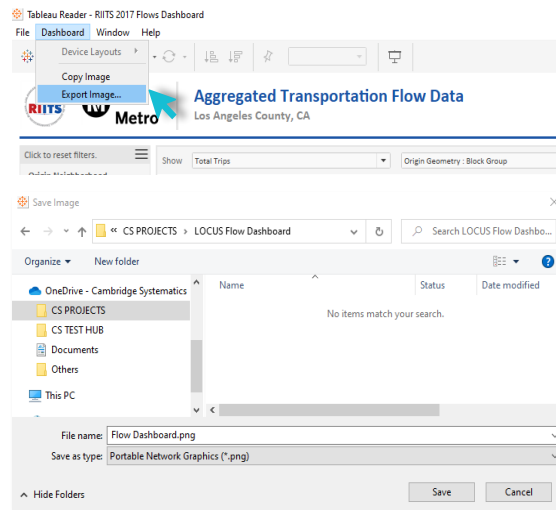 Tableau Reader - RIITS 2017 Flows Dashboard
File Dashboard Window Help
Device Layouts
Copy Image
Export Image...
RIITS M Metro
Aggregated Transportation Flow Data
Los Angeles County, CA
Click to reset filters.
Show Total Trips Origin Geometry : Block Group
Origin Neighborhood
Save Image
« CS PROJECTS > LOCUS Flow Dashboard Search LOCUS Flow Dashbo...
Organize New folder ?
Name Status Date modified
OneDrive - Cambridge Systematics
CS PROJECTS
No items match your search.
CS TEST HUB
Documents
Others
This PC
File name: Flow Dashboard.png
Save as type: Portable Network Graphics (*.png)
Hide Folders Save Cancel